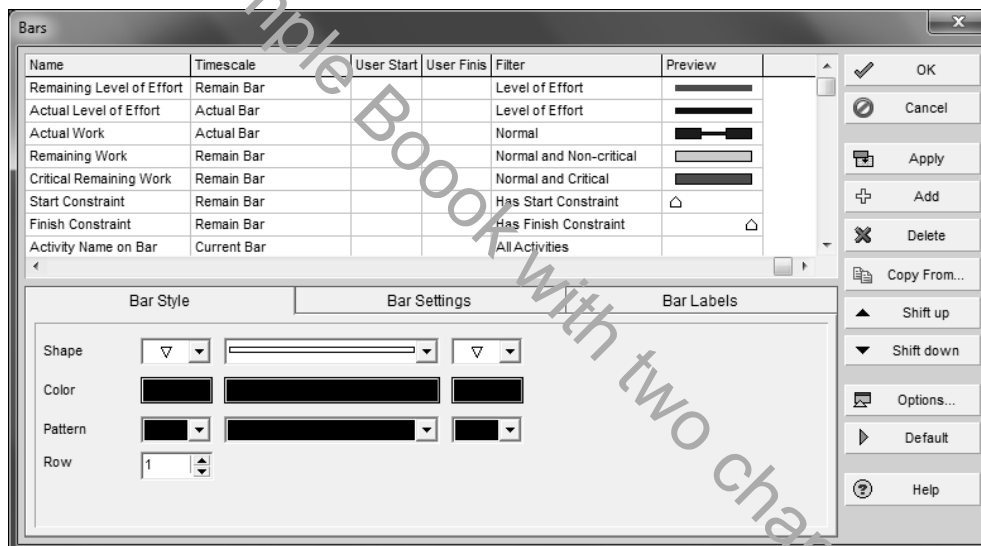 Bars
Name Timescale User Start User Finis Filter Preview
Remaining Level of Effort Remain Bar Level of Effort
Actual Level of Effort Actual Bar Level of Effort
Actual Work Actual Bar Normal
Remaining Work Remain Bar Normal and Non-critical
Critical Remaining Work Remain Bar Normal and Critical
Start Constraint Remain Bar Has Start Constraint
Finish Constraint Remain Bar Has Finish Constraint
Activity Name on Bar Current Bar All Activities
Bar Style Bar Settings Bar Labels
Shape
Color
Pattern
Row 1
OK
Cancel
Apply
Add
Delete
Copy From...
Shift up
Shift down
Options...
Default
Help
mple Boook with two chap